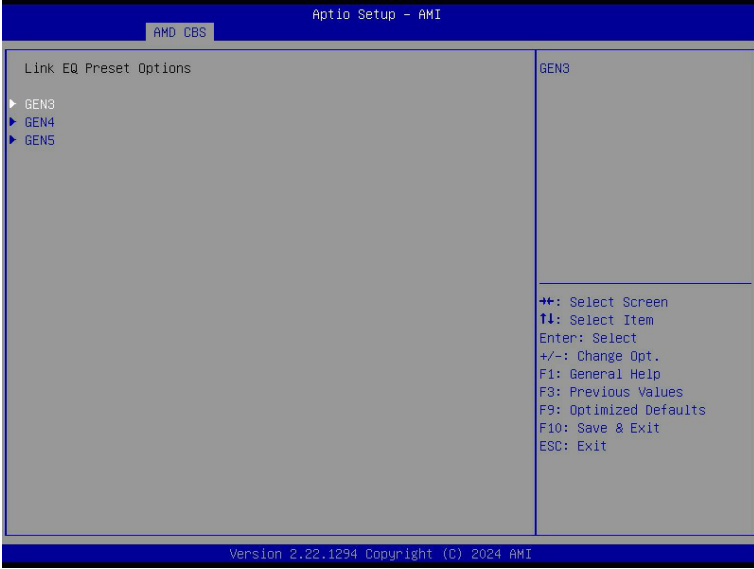 Aptio Setup - AMI
AMD CBS
Link EQ Preset Options
GEN3
GEN4
GEN5
GEN3
→←: Select Screen
↑↓: Select Item
Enter: Select
+/-: Change Opt.
F1: General Help
F3: Previous Values
F9: Optimized Defaults
F10: Save & Exit
ESC: Exit
Version 2.22.1294 Copyright (C) 2024 AMI